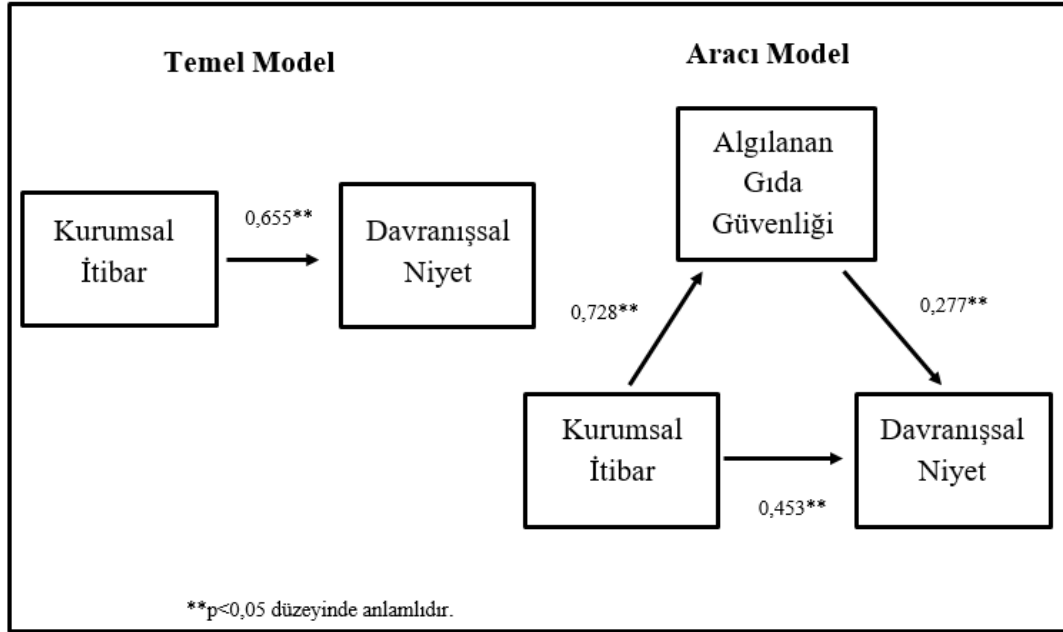 Temel Model
Kurumsal
İtibar
0,655**
Davranışsal
Niyet
Aracı Model
Algılanan
Gıda
Güvenliği
0,728**
0,277**
Kurumsal
İtibar
0,453**
Davranışsal
Niyet
**p<0,05 düzeyinde anlamlıdır.